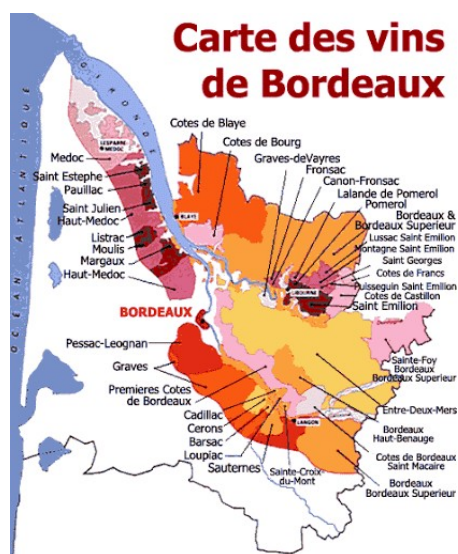 Carte des vins
de Bordeaux
GIRONDE
OCÉAN ATLANTIQUE
LESPARRE
MEDOC
Medoc
Saint Estephe
Pauillac
Saint Julien
Haut-Medoc
Listrac
Moulis
Margaux
Haut-Medoc
BORDEAUX
Pessac-Leognan
Graves
Premieres Cotes
de Bordeaux
Cadillac
Cerons
Barsac
Loupiac
Sauternes
Sainte-Croix
du-Mont
Cotes de Blaye
Cotes de Bourg
Graves-deVayres
Fronsac
Canon-Fronsac
Lalande de Pomerol
Pomerol
Bordeaux &
Bordeaux Superieur
Lussac Saint Emilion
Montagne Saint Emilion
Saint Georges
Cotes de Francs
Puisseguin Saint Emilion
Cotes de Castillon
Saint Emilion
BLAYE
LIBOURNE
Sainte-Foy
Bordeaux
Bordeaux Superieur
Entre-Deux-Mers
Bordeaux
Haut-Benauge
LANGON
Cotes de Bordeaux
Saint Macaire
Bordeaux
Bordeaux Superieur